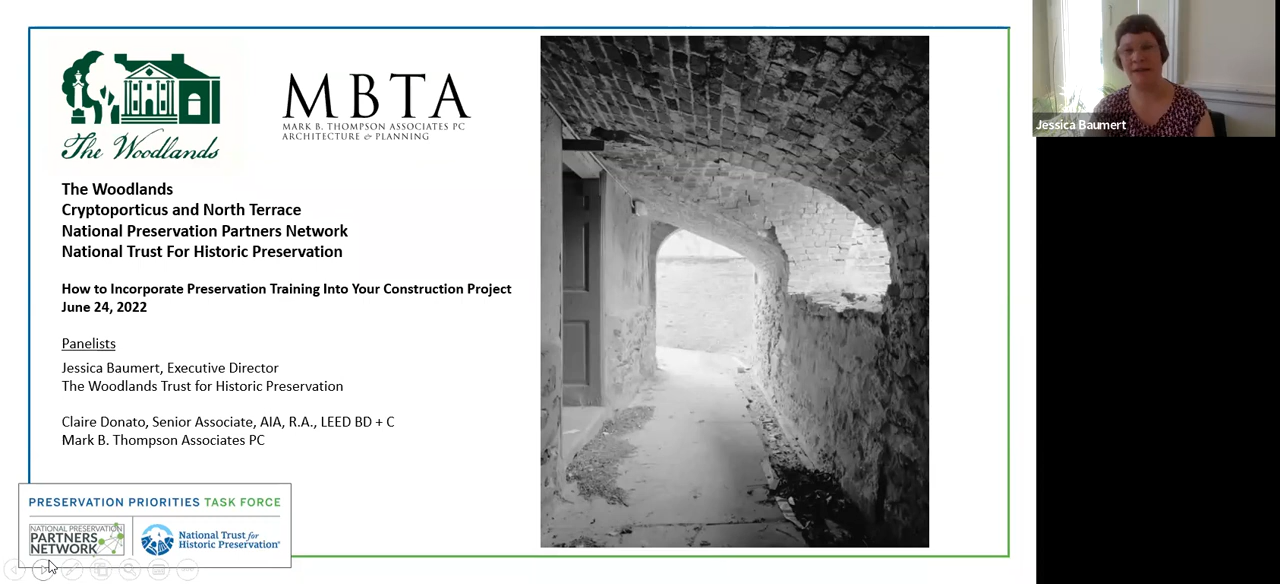 The Woodlands
MBTA
MARK B. THOMPSON ASSOCIATES PC
ARCHITECTURE & PLANNING
The Woodlands
Cryptoporticus and North Terrace
National Preservation Partners Network
National Trust For Historic Preservation
How to Incorporate Preservation Training Into Your Construction Project
June 24, 2022
Panelists
Jessica Baumert, Executive Director
The Woodlands Trust for Historic Preservation
Claire Donato, Senior Associate, AIA, R.A., LEED BD + C
Mark B. Thompson Associates PC
PRESERVATION PRIORITIES TASK FORCE
NATIONAL PRESERVATION
PARTNERS
NETWORK
National Trust for
Historic Preservation®
Jessica Baumert